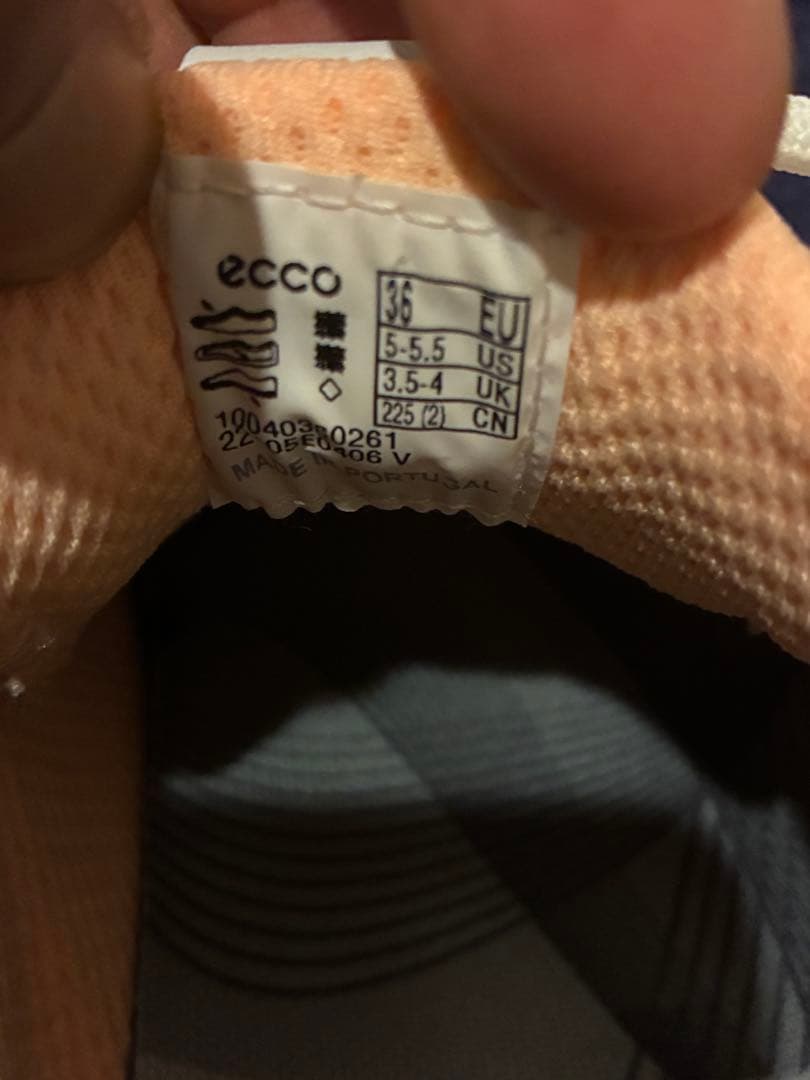 ecco
36 EU
5-5.5 US
3.5-4 UK
225 (2) CN
MADE IN PORTUGAL